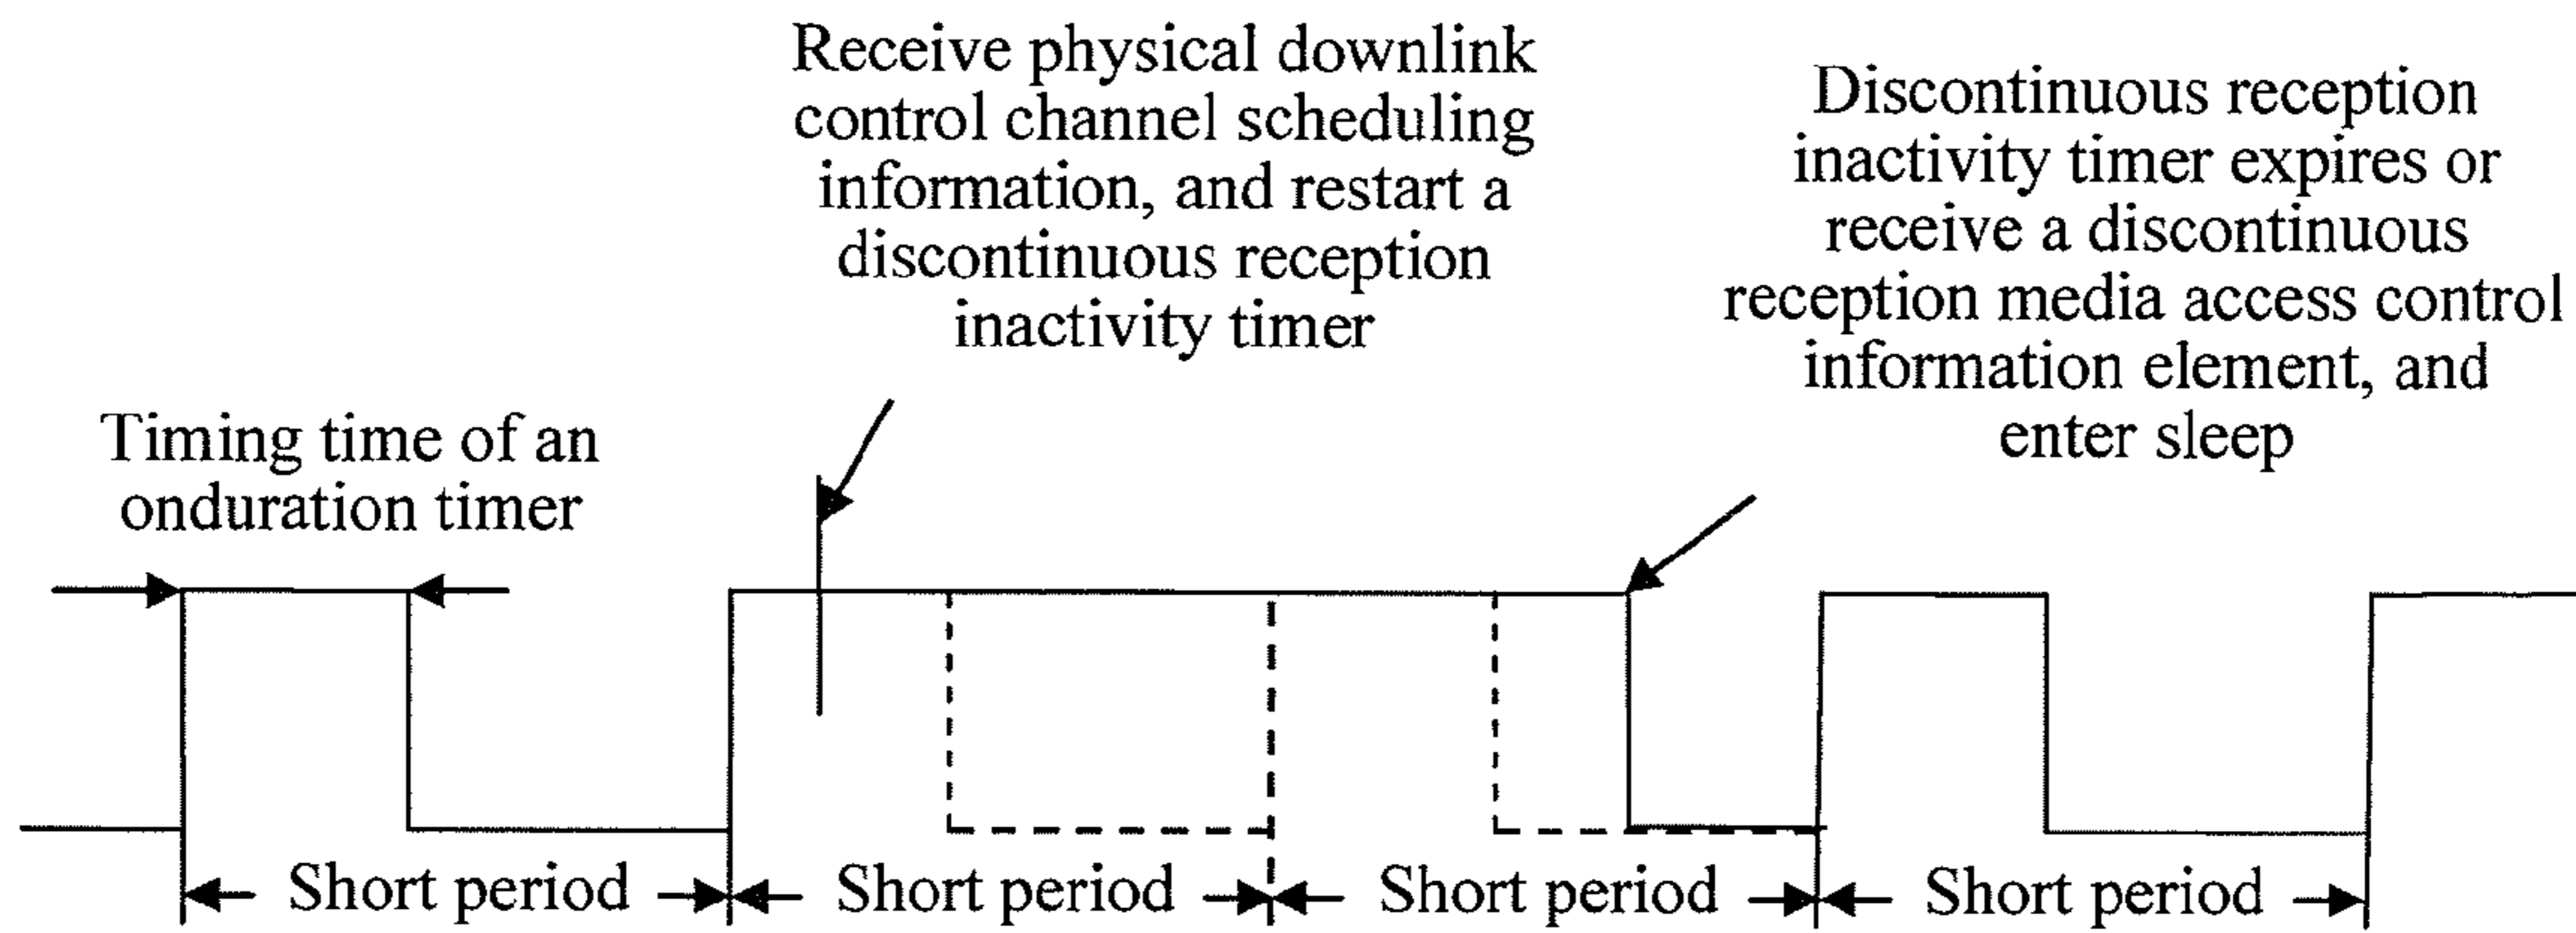 Receive physical downlink
control channel scheduling
information, and restart a
discontinuous reception
inactivity timer
Discontinuous reception
inactivity timer expires or
receive a discontinuous
reception media access control
information element, and
enter sleep
Timing time of an
onduration timer
Short period
Short period
Short period
Short period